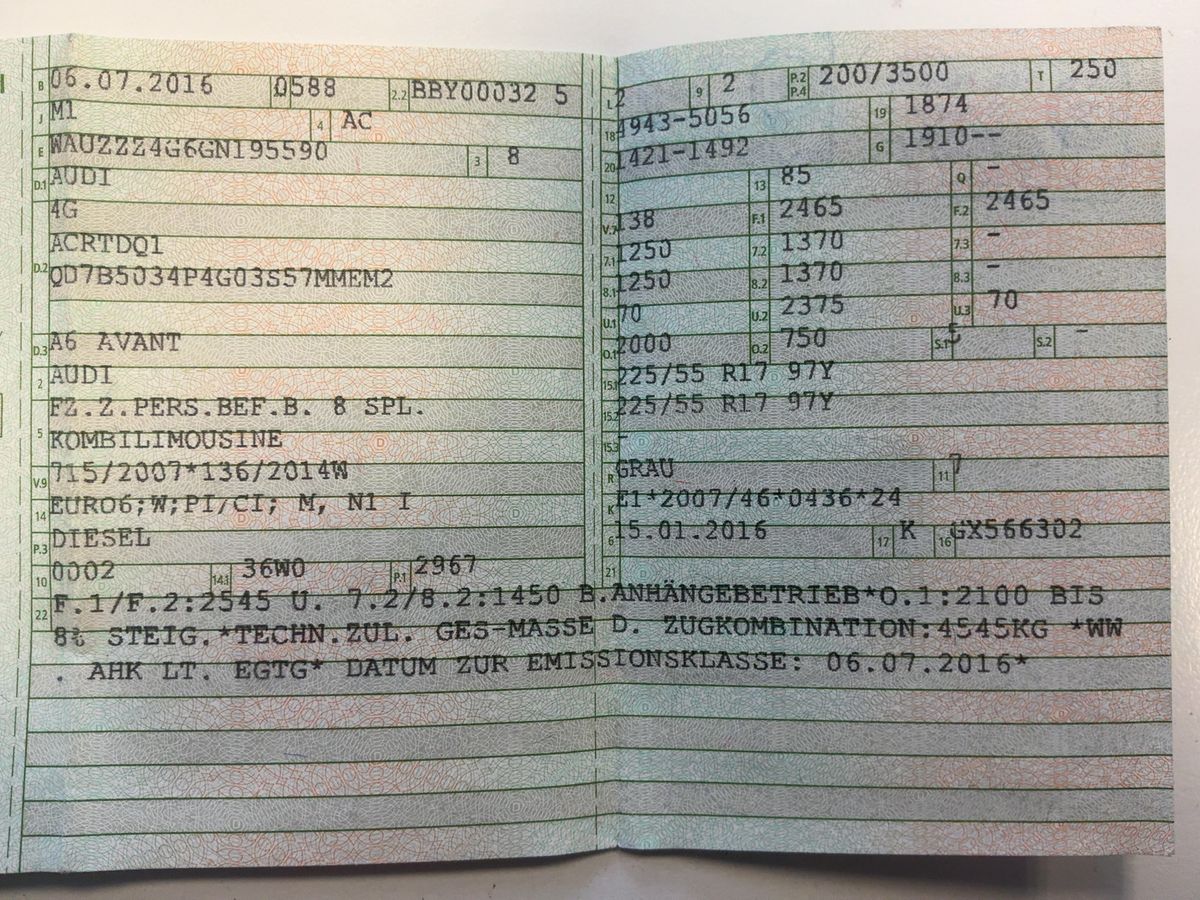 B 06.07.2016 0588 2.2 BBY00032 5
J M1 4 AC
E WAUZZZ4G6GN195590 3 8
D.1 AUDI
4G
D.2 ACRTDQ1
QD7B5034P4G03S57MMEM2
D.3 A6 AVANT
2 AUDI
FZ.Z.PERS.BEF.B. 8 SPL.
5 KOMBILIMOUSINE
V.9 715/2007*136/2014W
14 EURO6;W;PI/CI; M, N1 I
P.3 DIESEL
10 0002 14.1 36W0 P.1 2967
L 2 9 2 P.2 P.4 200/3500 T 250
18 4943-5056 19 1874
20 1421-1492 G 1910--
12 13 85 Q -
V.7 138 F.1 2465 F.2 2465
7.1 1250 7.2 1370 7.3 -
8.1 1250 8.2 1370 8.3 -
U.1 70 U.2 2375 U.3 70
O.1 2000 O.2 750 S.1 5 S.2 -
15.1 225/55 R17 97Y
15.2 225/55 R17 97Y
15.3 -
R GRAU 11 7
K E1*2007/46*0436*24
6 15.01.2016 17 K 16 GX566302
21
22 F.1/F.2:2545 U. 7.2/8.2:1450 B.ANHÄNGEBETRIEB*O.1:2100 BIS
8% STEIG.*TECHN.ZUL. GES-MASSE D. ZUGKOMBINATION:4545KG *WW
. AHK LT. EGTG* DATUM ZUR EMISSIONSKLASSE: 06.07.2016*